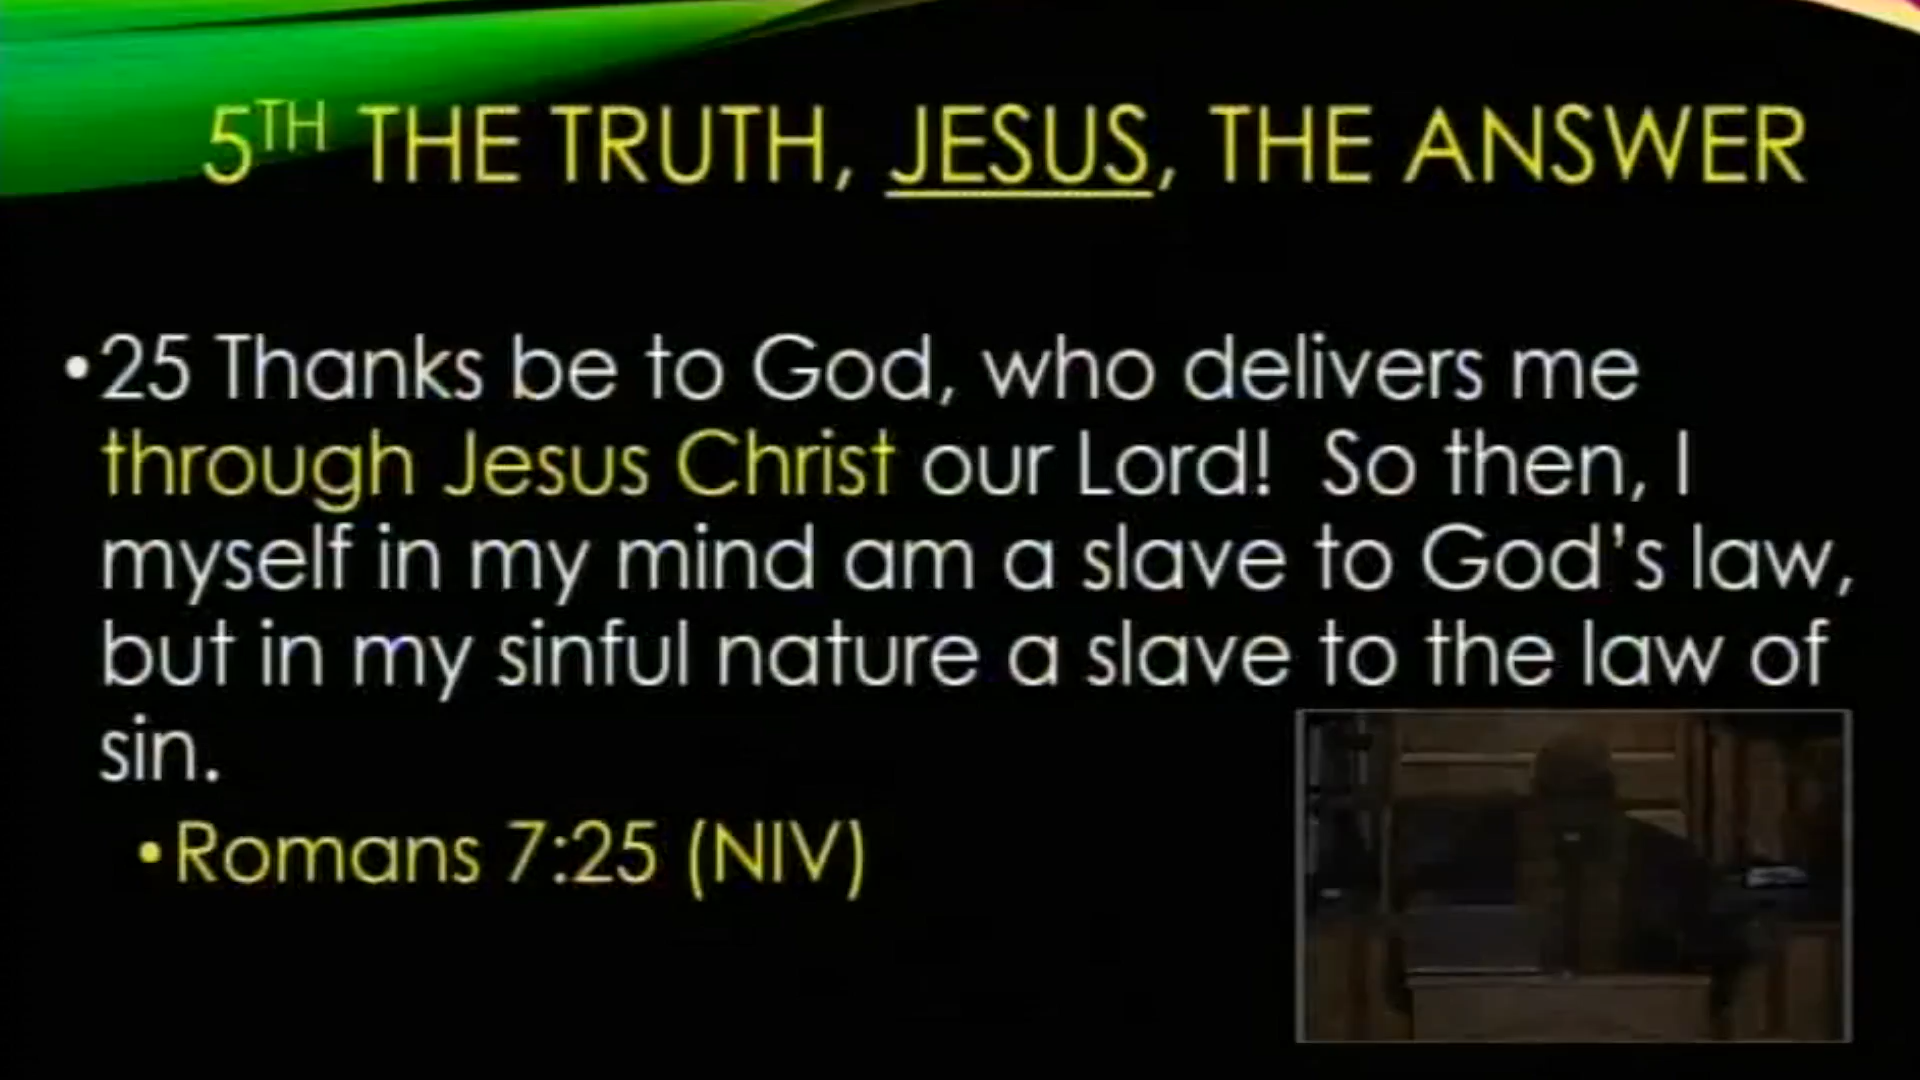 5TH THE TRUTH, JESUS, THE ANSWER
•25 Thanks be to God, who delivers me
through Jesus Christ our Lord!  So then, I
myself in my mind am a slave to God’s law,
but in my sinful nature a slave to the law of
sin.
•Romans 7:25 (NIV)